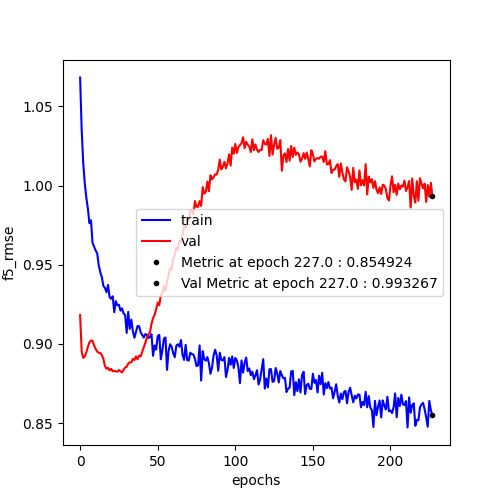 f5_rmse
1.05
1.00
0.95
0.90
0.85
train
val
Metric at epoch 227.0 : 0.854924
Val Metric at epoch 227.0 : 0.993267
0 50 100 150 200
epochs